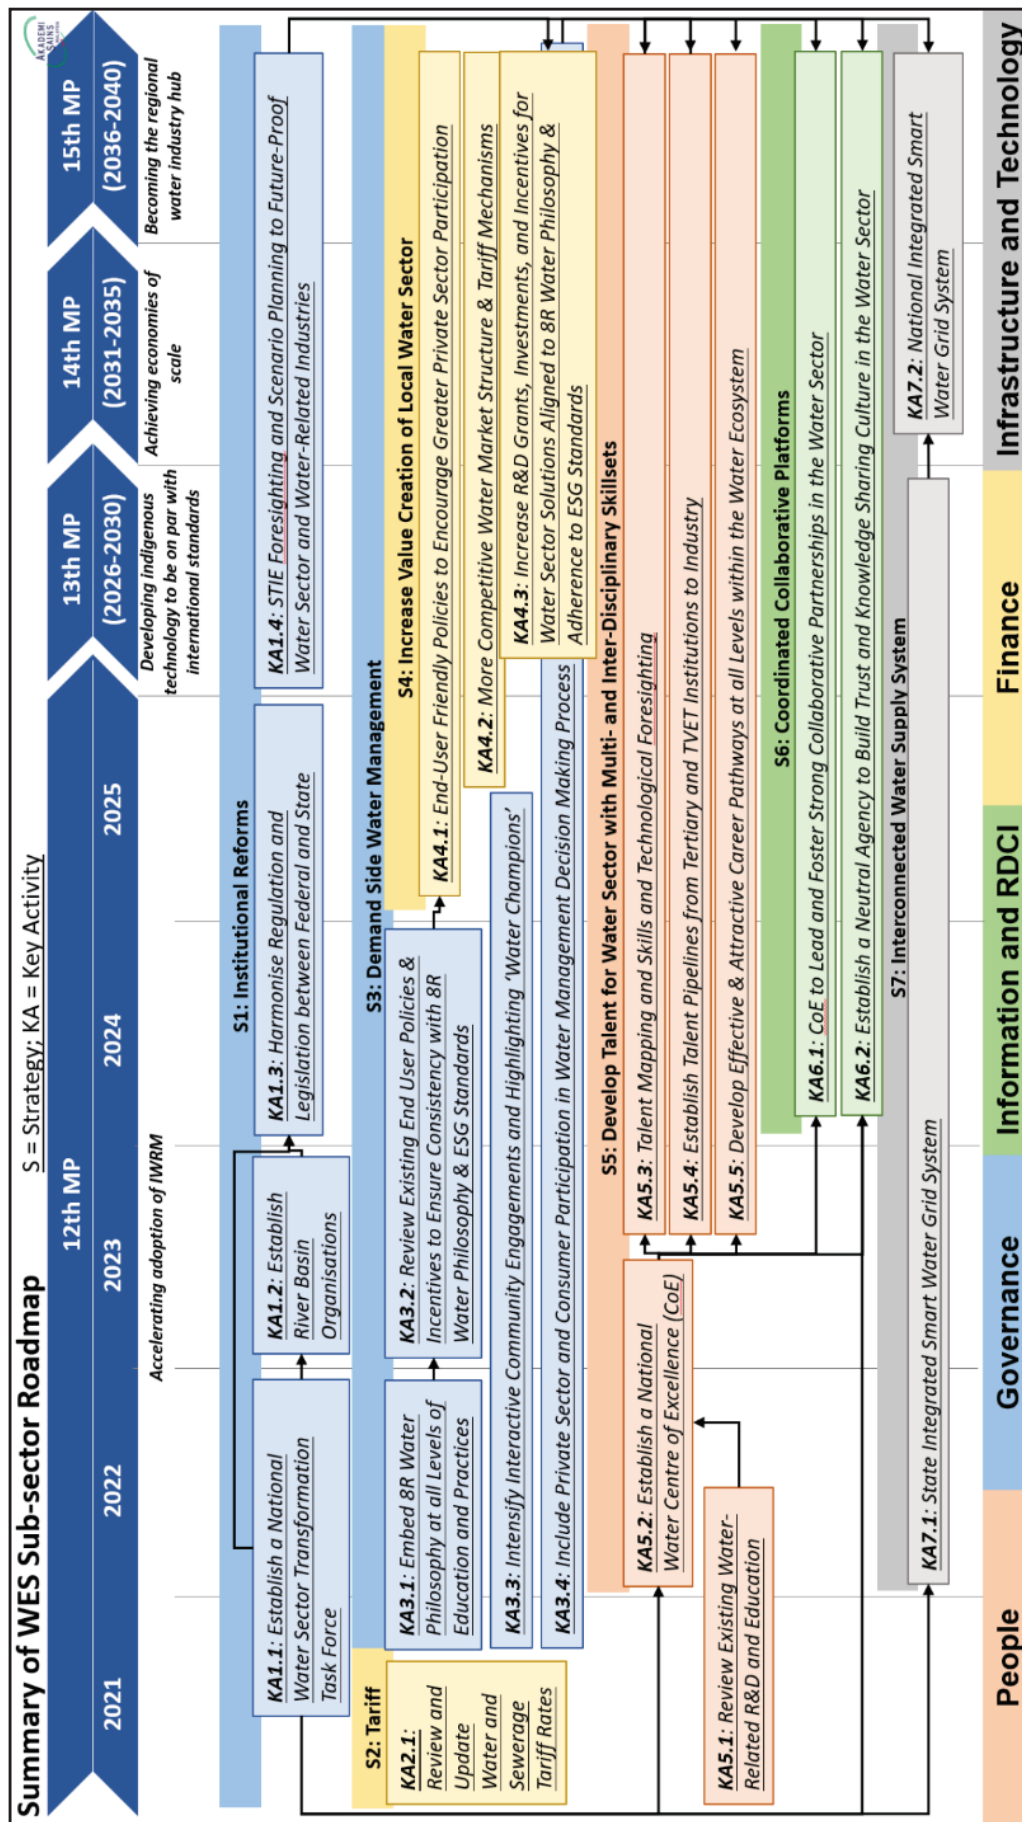 Summary of WES Sub-sector Roadmap
S = Strategy; KA = Key Activity
AKADEMI
SAINS
12th MP
13th MP
14th MP
15th MP
2021
2022
2023
2024
2025
(2026-2030)
(2031-2035)
(2036-2040)
Accelerating adoption of IWRM
Developing indigenous
technology to be on par with
international standards
Achieving economies of
scale
Becoming the regional
water industry hub
S1: Institutional Reforms
KA1.1: Establish a National
Water Sector Transformation
Task Force
KA1.2: Establish
River Basin
Organisations
KA1.3: Harmonise Regulation and
Legislation between Federal and State
KA1.4: STIE Foresighting and Scenario Planning to Future-Proof
Water Sector and Water-Related Industries
S2: Tariff
KA2.1:
Review and
Update
Water and
Sewerage
Tariff Rates
S3: Demand Side Water Management
KA3.1: Embed 8R Water
Philosophy at all Levels of
Education and Practices
KA3.2: Review Existing End User Policies &
Incentives to Ensure Consistency with 8R
Water Philosophy & ESG Standards
KA3.3: Intensify Interactive Community Engagements and Highlighting ‘Water Champions’
KA3.4: Include Private Sector and Consumer Participation in Water Management Decision Making Process
S4: Increase Value Creation of Local Water Sector
KA4.1: End-User Friendly Policies to Encourage Greater Private Sector Participation
KA4.2: More Competitive Water Market Structure & Tariff Mechanisms
KA4.3: Increase R&D Grants, Investments, and Incentives for
Water Sector Solutions Aligned to 8R Water Philosophy &
Adherence to ESG Standards
S5: Develop Talent for Water Sector with Multi- and Inter-Disciplinary Skillsets
KA5.1: Review Existing Water-
Related R&D and Education
KA5.2: Establish a National
Water Centre of Excellence (CoE)
KA5.3: Talent Mapping and Skills and Technological Foresighting
KA5.4: Establish Talent Pipelines from Tertiary and TVET Institutions to Industry
KA5.5: Develop Effective & Attractive Career Pathways at all Levels within the Water Ecosystem
S6: Coordinated Collaborative Platforms
KA6.1: CoE to Lead and Foster Strong Collaborative Partnerships in the Water Sector
KA6.2: Establish a Neutral Agency to Build Trust and Knowledge Sharing Culture in the Water Sector
S7: Interconnected Water Supply System
KA7.1: State Integrated Smart Water Grid System
KA7.2: National Integrated Smart
Water Grid System
People
Governance
Information and RDCI
Finance
Infrastructure and Technology